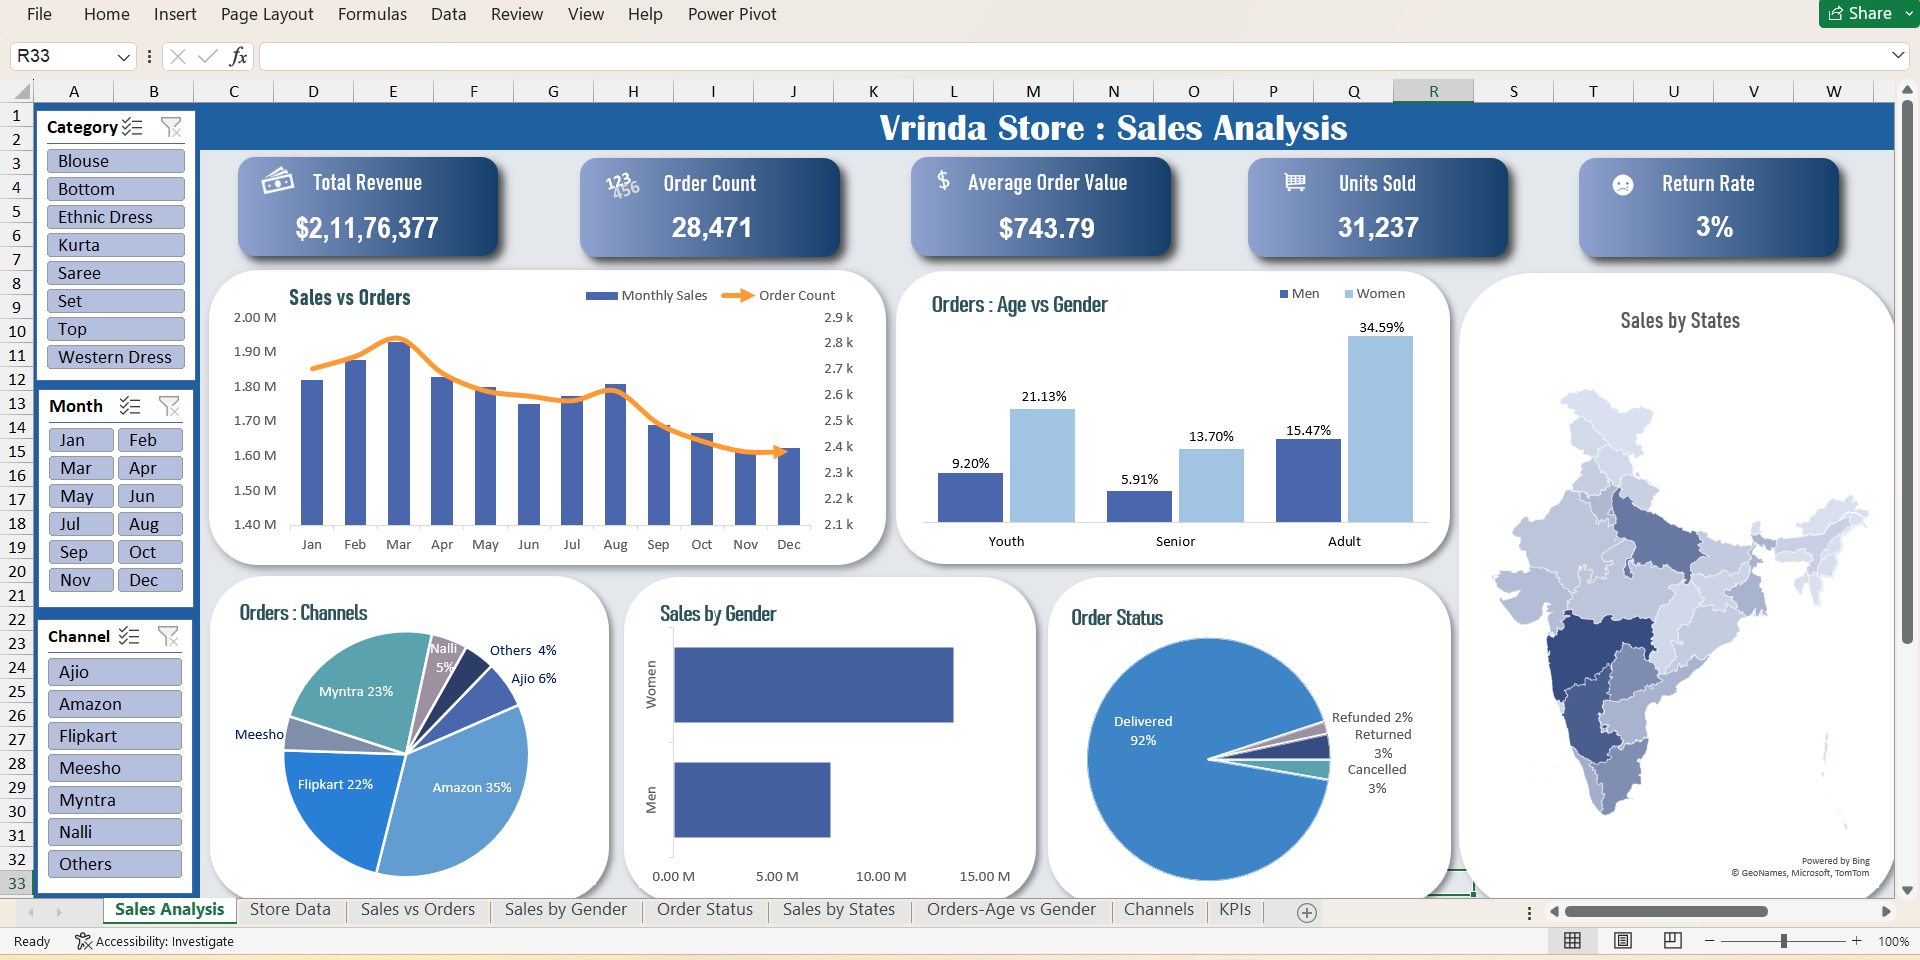 File Home Insert Page Layout Formulas Data Review View Help Power Pivot
Share
R33
fx
A B C D E F G H I J K L M N O P Q R S T U V W
1
2
3
4
5
6
7
8
9
10
11
12
13
14
15
16
17
18
19
20
21
22
23
24
25
26
27
28
29
30
31
32
33
Category
Blouse
Bottom
Ethnic Dress
Kurta
Saree
Set
Top
Western Dress
Month
Jan Feb
Mar Apr
May Jun
Jul Aug
Sep Oct
Nov Dec
Channel
Ajio
Amazon
Flipkart
Meesho
Myntra
Nalli
Others
Vrinda Store : Sales Analysis
Total Revenue
$2,11,76,377
123
456
Order Count
28,471
$
Average Order Value
$743.79
Units Sold
31,237
Return Rate
3%
Sales vs Orders
Monthly Sales Order Count
2.00 M
1.90 M
1.80 M
1.70 M
1.60 M
1.50 M
1.40 M
2.9 k
2.8 k
2.7 k
2.6 k
2.5 k
2.4 k
2.3 k
2.2 k
2.1 k
Jan Feb Mar Apr May Jun Jul Aug Sep Oct Nov Dec
Orders : Age vs Gender
Men Women
9.20%
21.13%
5.91%
13.70%
15.47%
34.59%
Youth Senior Adult
Sales by States
Powered by Bing
© GeoNames, Microsoft, TomTom
Orders : Channels
Nalli
5%
Others 4%
Ajio 6%
Myntra 23%
Meesho
Flipkart 22%
Amazon 35%
Sales by Gender
Women
Men
0.00 M 5.00 M 10.00 M 15.00 M
Order Status
Delivered
92%
Refunded 2%
Returned
3%
Cancelled
3%
Sales Analysis Store Data Sales vs Orders Sales by Gender Order Status Sales by States Orders-Age vs Gender Channels KPIs
Ready Accessibility: Investigate
100%